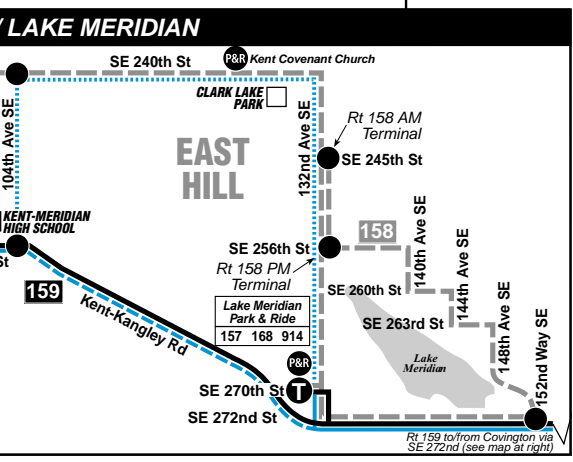 / LAKE MERIDIAN
SE 240th St
P&R
Kent Covenant Church
CLARK LAKE
PARK
Rt 158 AM
Terminal
104th Ave SE
EAST
HILL
132nd Ave SE
SE 245th St
KENT-MERIDIAN
HIGH SCHOOL
St
158
SE 256th St
Rt 158 PM
Terminal
140th Ave SE
159
Kent-Kangley Rd
SE 260th St
144th Ave SE
Lake Meridian
Park & Ride
157 168 914
SE 263rd St
148th Ave SE
Lake
Meridian
152nd Way SE
P&R
SE 270th St
T
SE 272nd St
Rt 159 to/from Covington via
SE 272nd (see map at right)